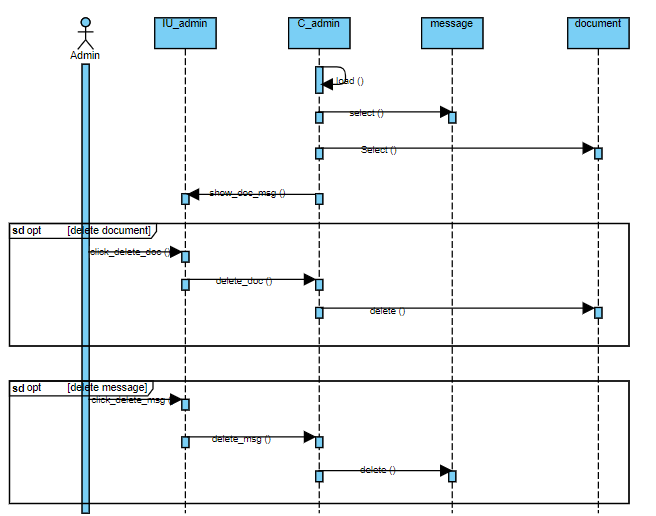 IU_admin
C_admin
message
document
Admin
load ()
select ()
Select ()
show_doc_msg ()
sd opt [delete document]
click_delete_doc ()
delete_doc ()
delete ()
sd opt [delete message]
click_delete_msg
delete_msg ()
delete ()